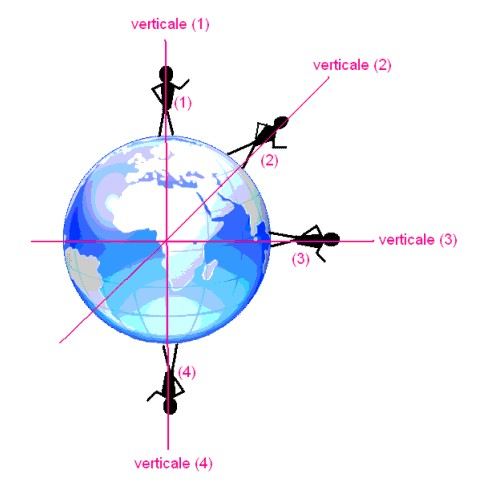 verticale (1)
verticale (2)
(1)
(2)
verticale (3)
(3)
(4)
verticale (4)